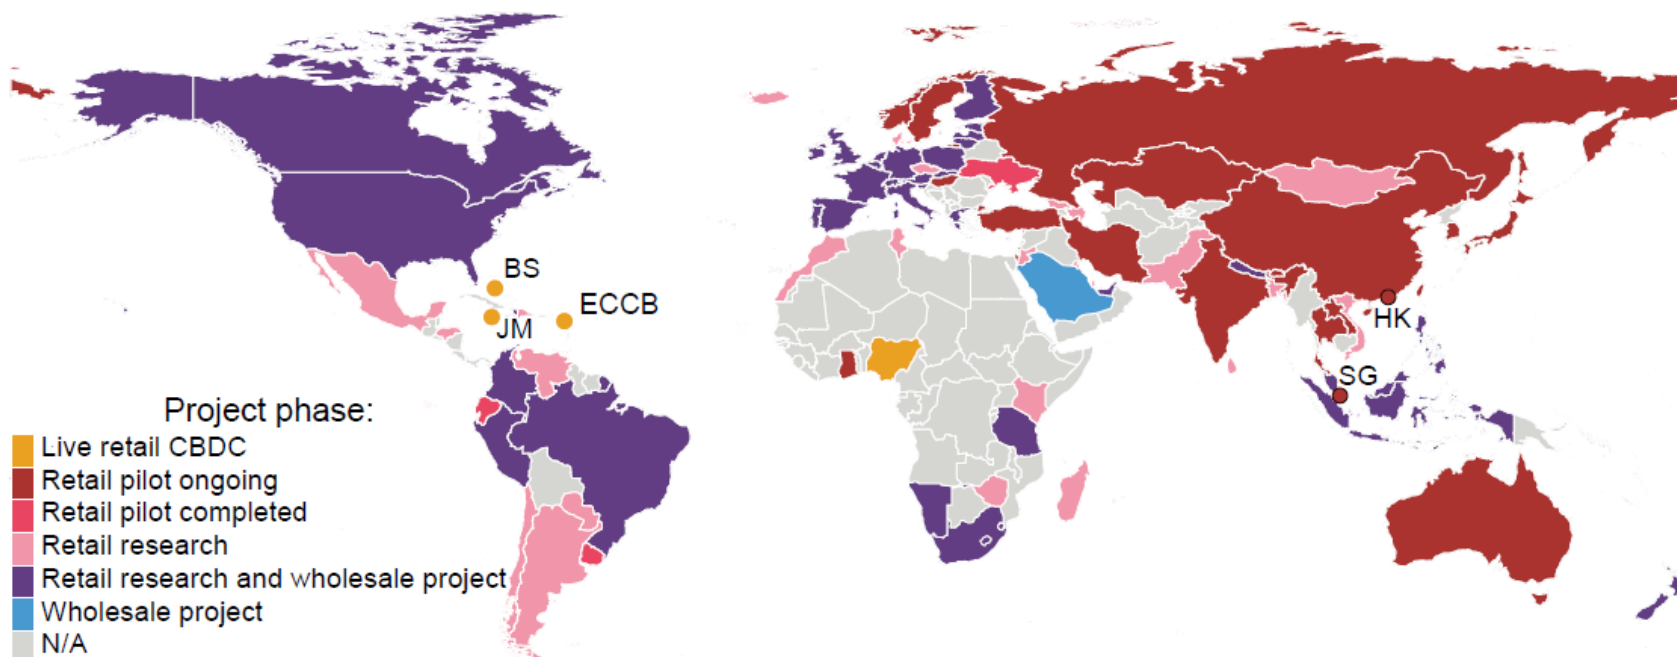 BS
ECCB
JM
HK
SG
Project phase:
Live retail CBDC
Retail pilot ongoing
Retail pilot completed
Retail research
Retail research and wholesale project
Wholesale project
N/A